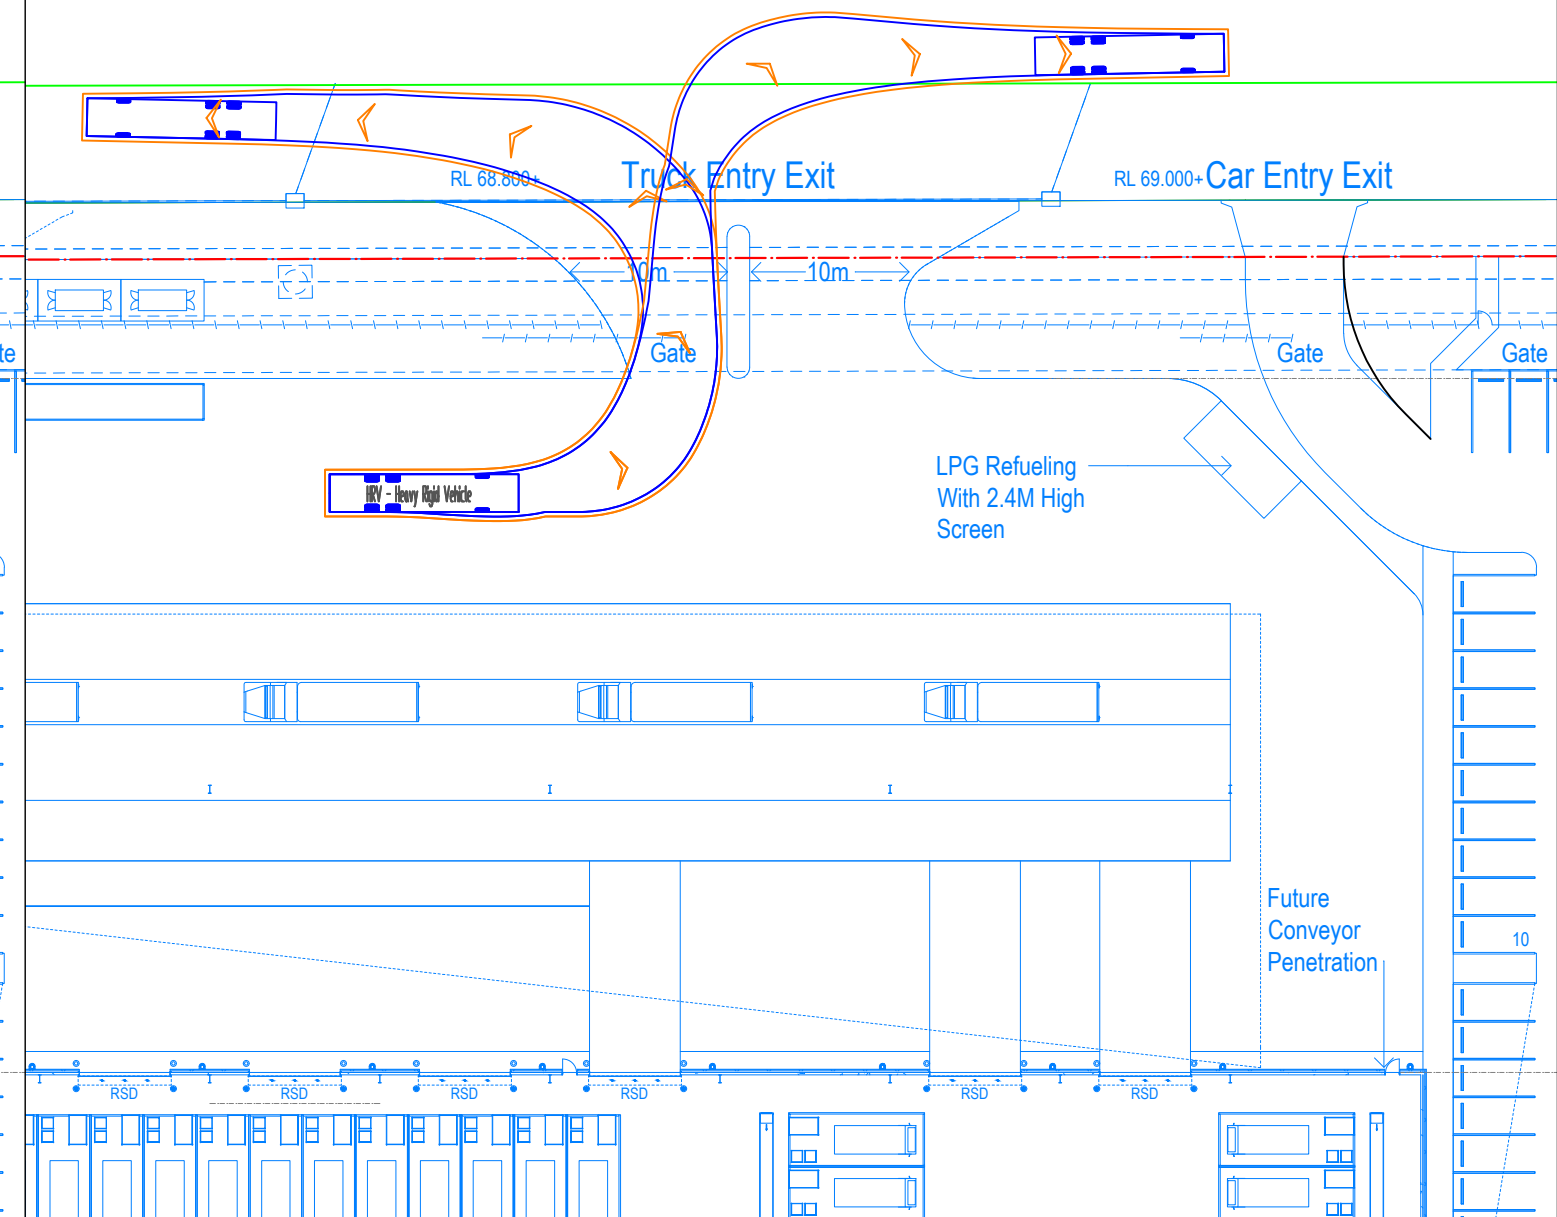 RL 68.800+
Truck Entry Exit
RL 69.000+
Car Entry Exit
10m
10m
te
Gate
Gate
Gate
LPG Refueling
With 2.4M High
Screen
HRV - Heavy Rigid Vehicle
Future
Conveyor
Penetration
10
RSD
RSD
RSD
RSD
RSD
RSD